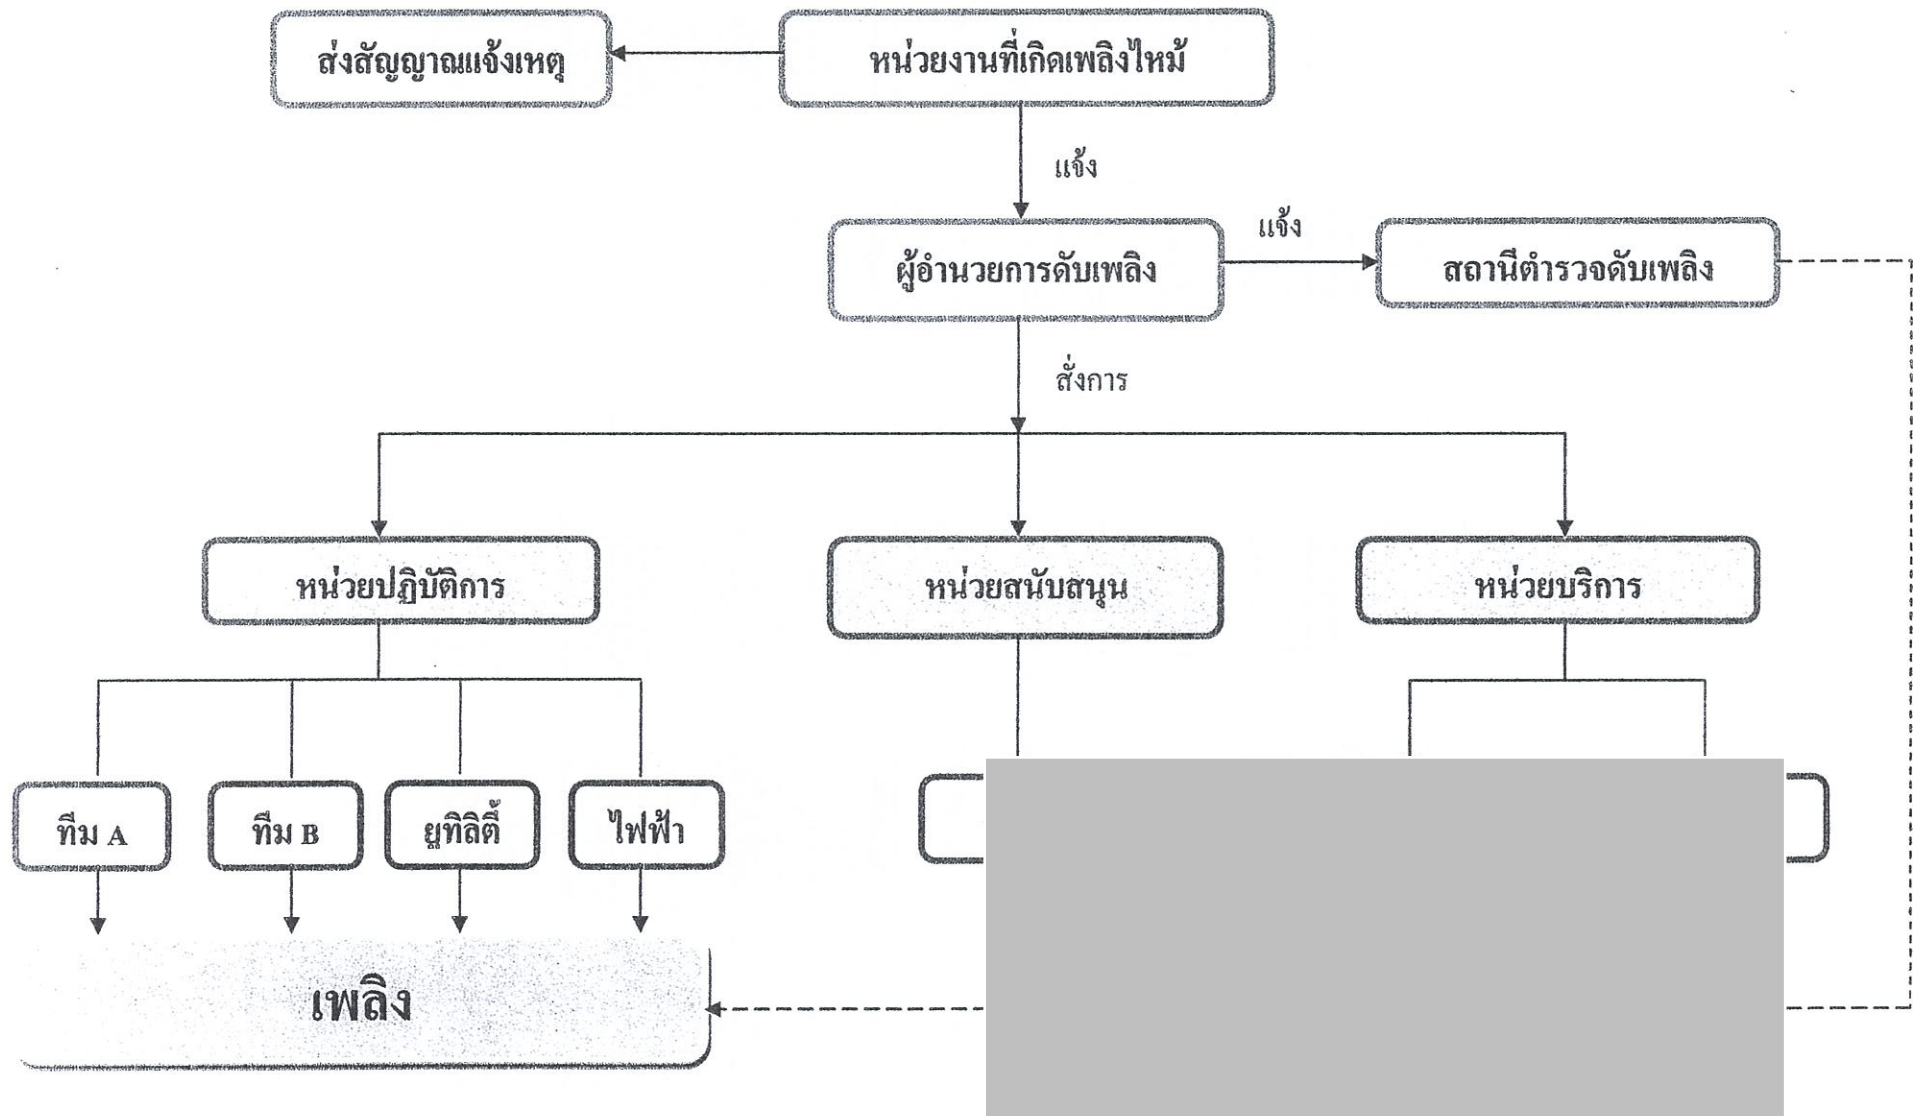 ส่งสัญญาณแจ้งเหตุ
หน่วยงานที่เกิดเพลิงไหม้
แจ้ง
ผู้อำนวยการดับเพลิง
แจ้ง
สถานีตำรวจดับเพลิง
สั่งการ
หน่วยปฏิบัติการ
หน่วยสนับสนุน
หน่วยบริการ
ทีม A
ทีม B
ยูทิลิตี้
ไฟฟ้า
เพลิง